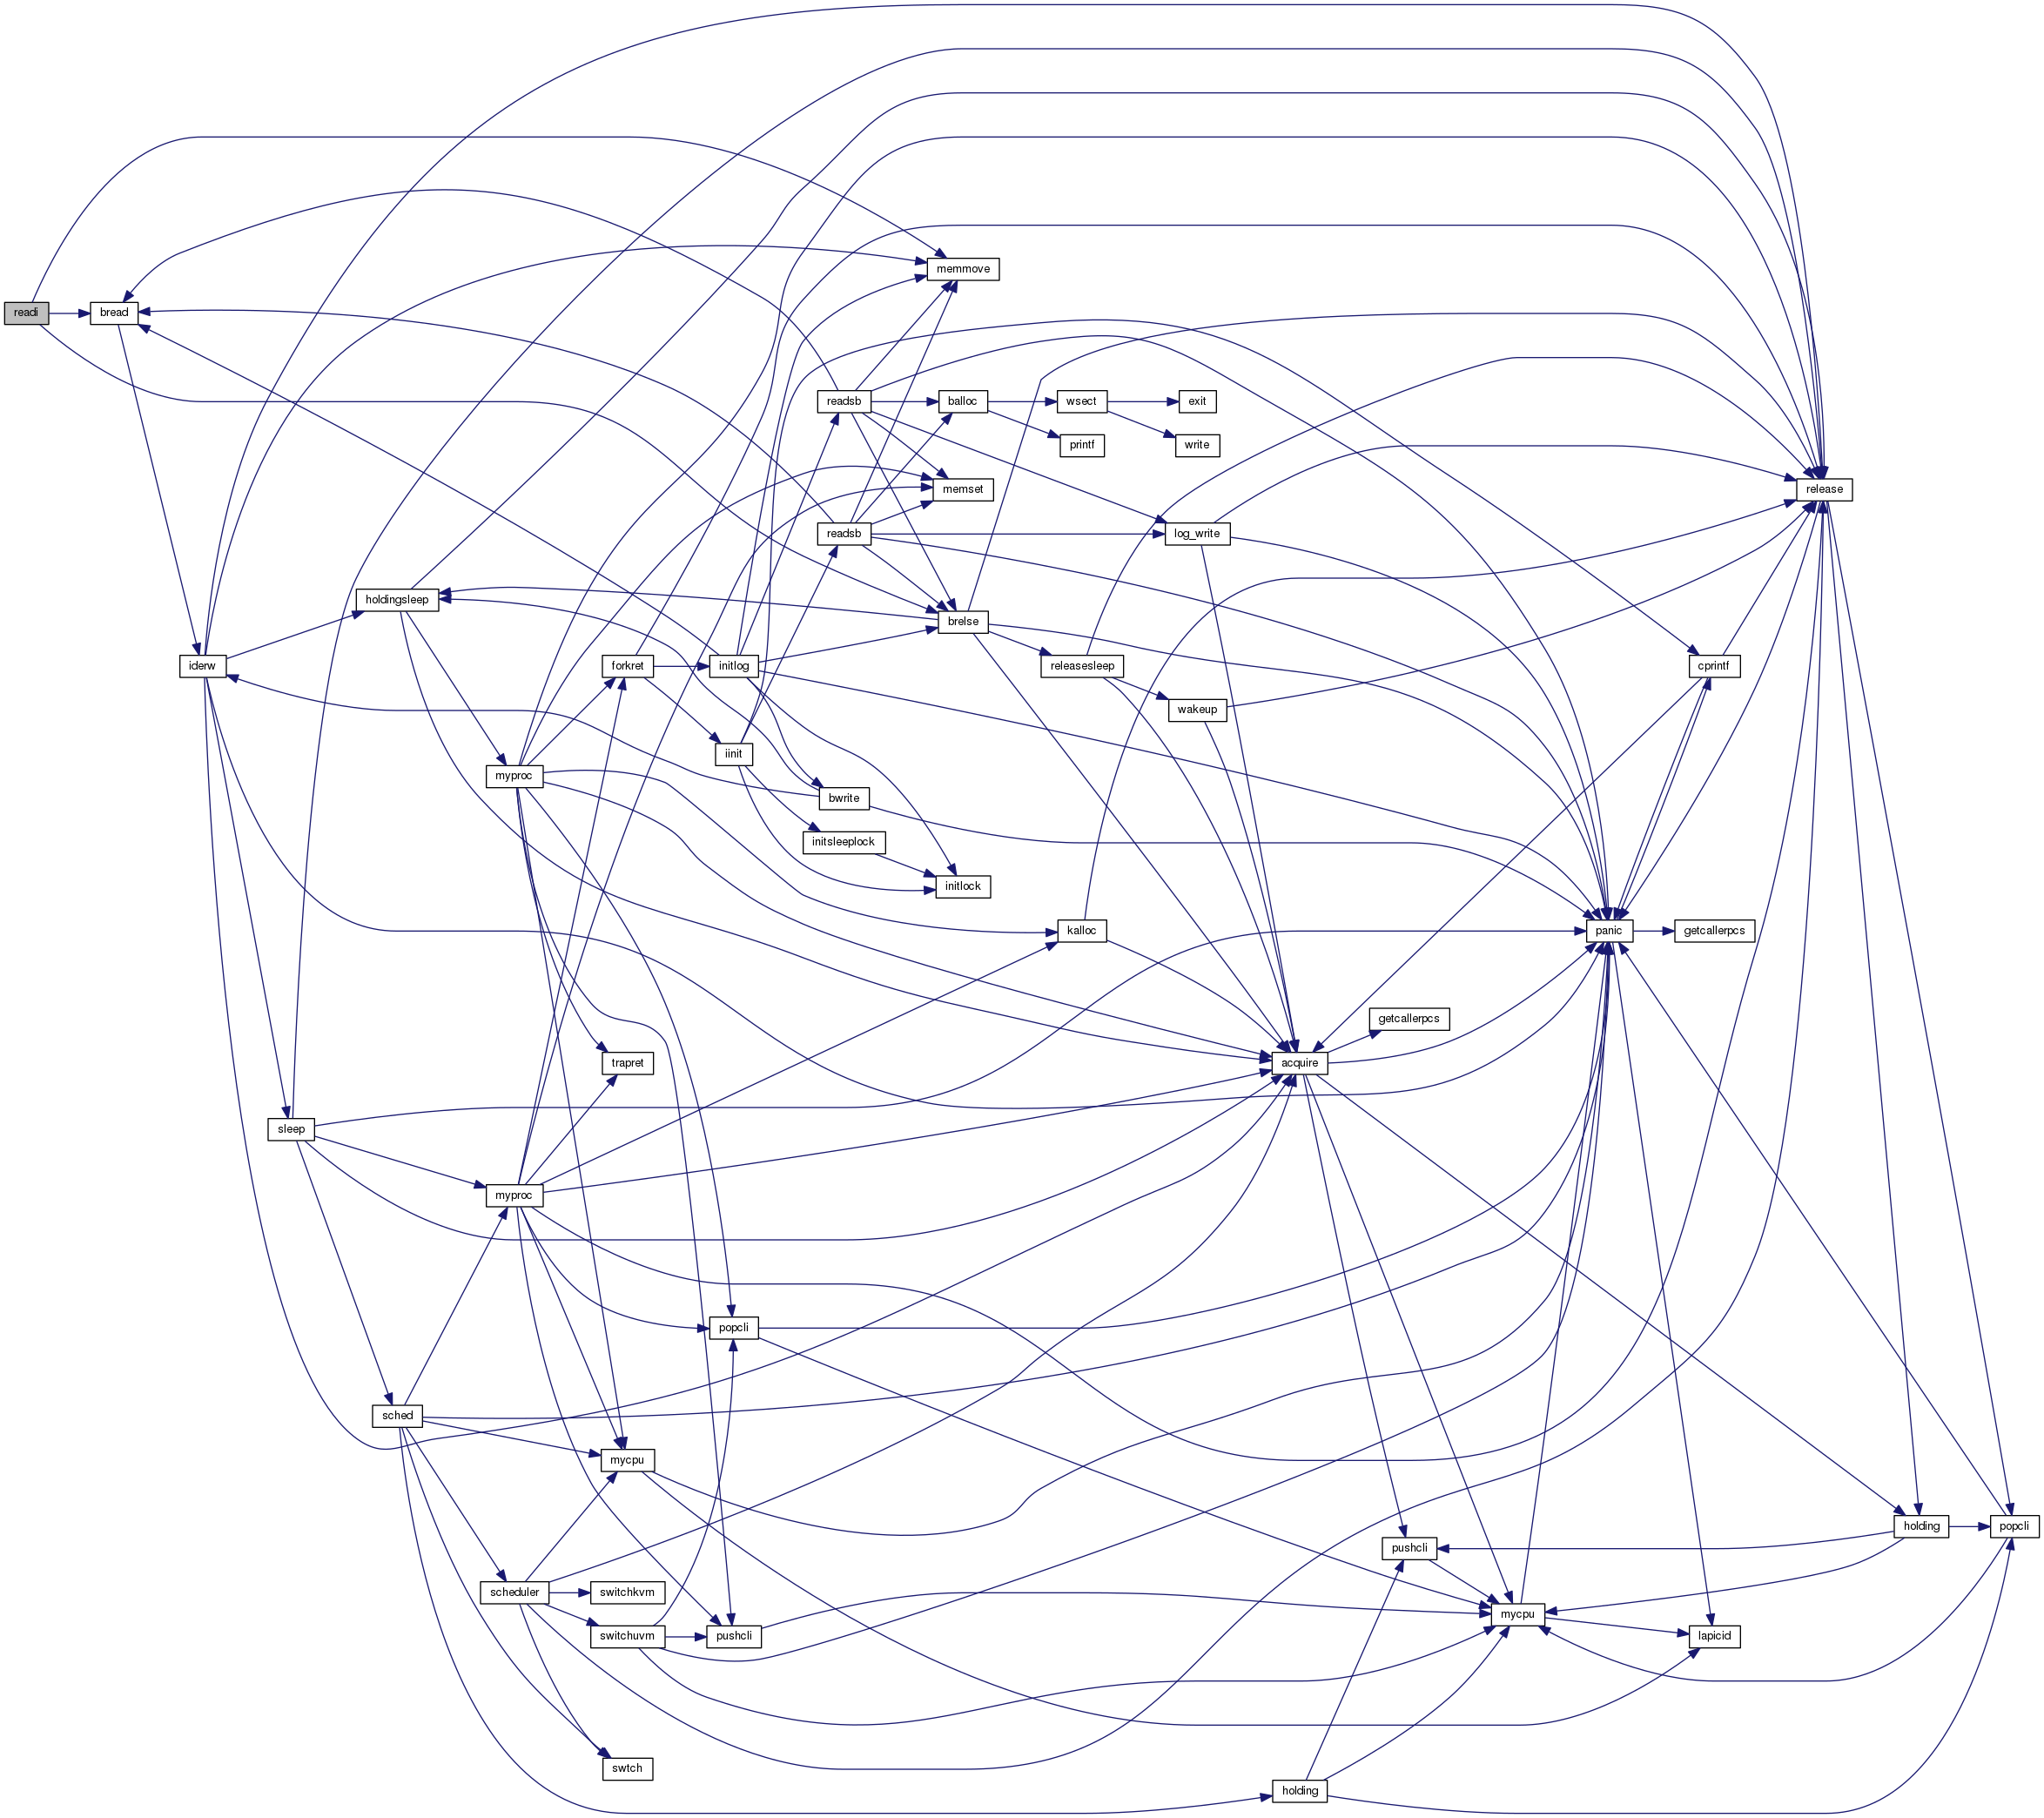 memmove
readi
bread
readsb
balloc
wsect
exit
printf
write
memset
release
readsb
log_write
holdingsleep
brelse
iderw
forkret
initlog
releasesleep
cprintf
wakeup
iinit
myproc
bwrite
initsleeplock
initlock
kalloc
panic
getcallerpcs
getcallerpcs
trapret
acquire
sleep
myproc
popcli
sched
mycpu
holding
popcli
pushcli
scheduler
switchkvm
mycpu
switchuvm
pushcli
lapicid
swtch
holding